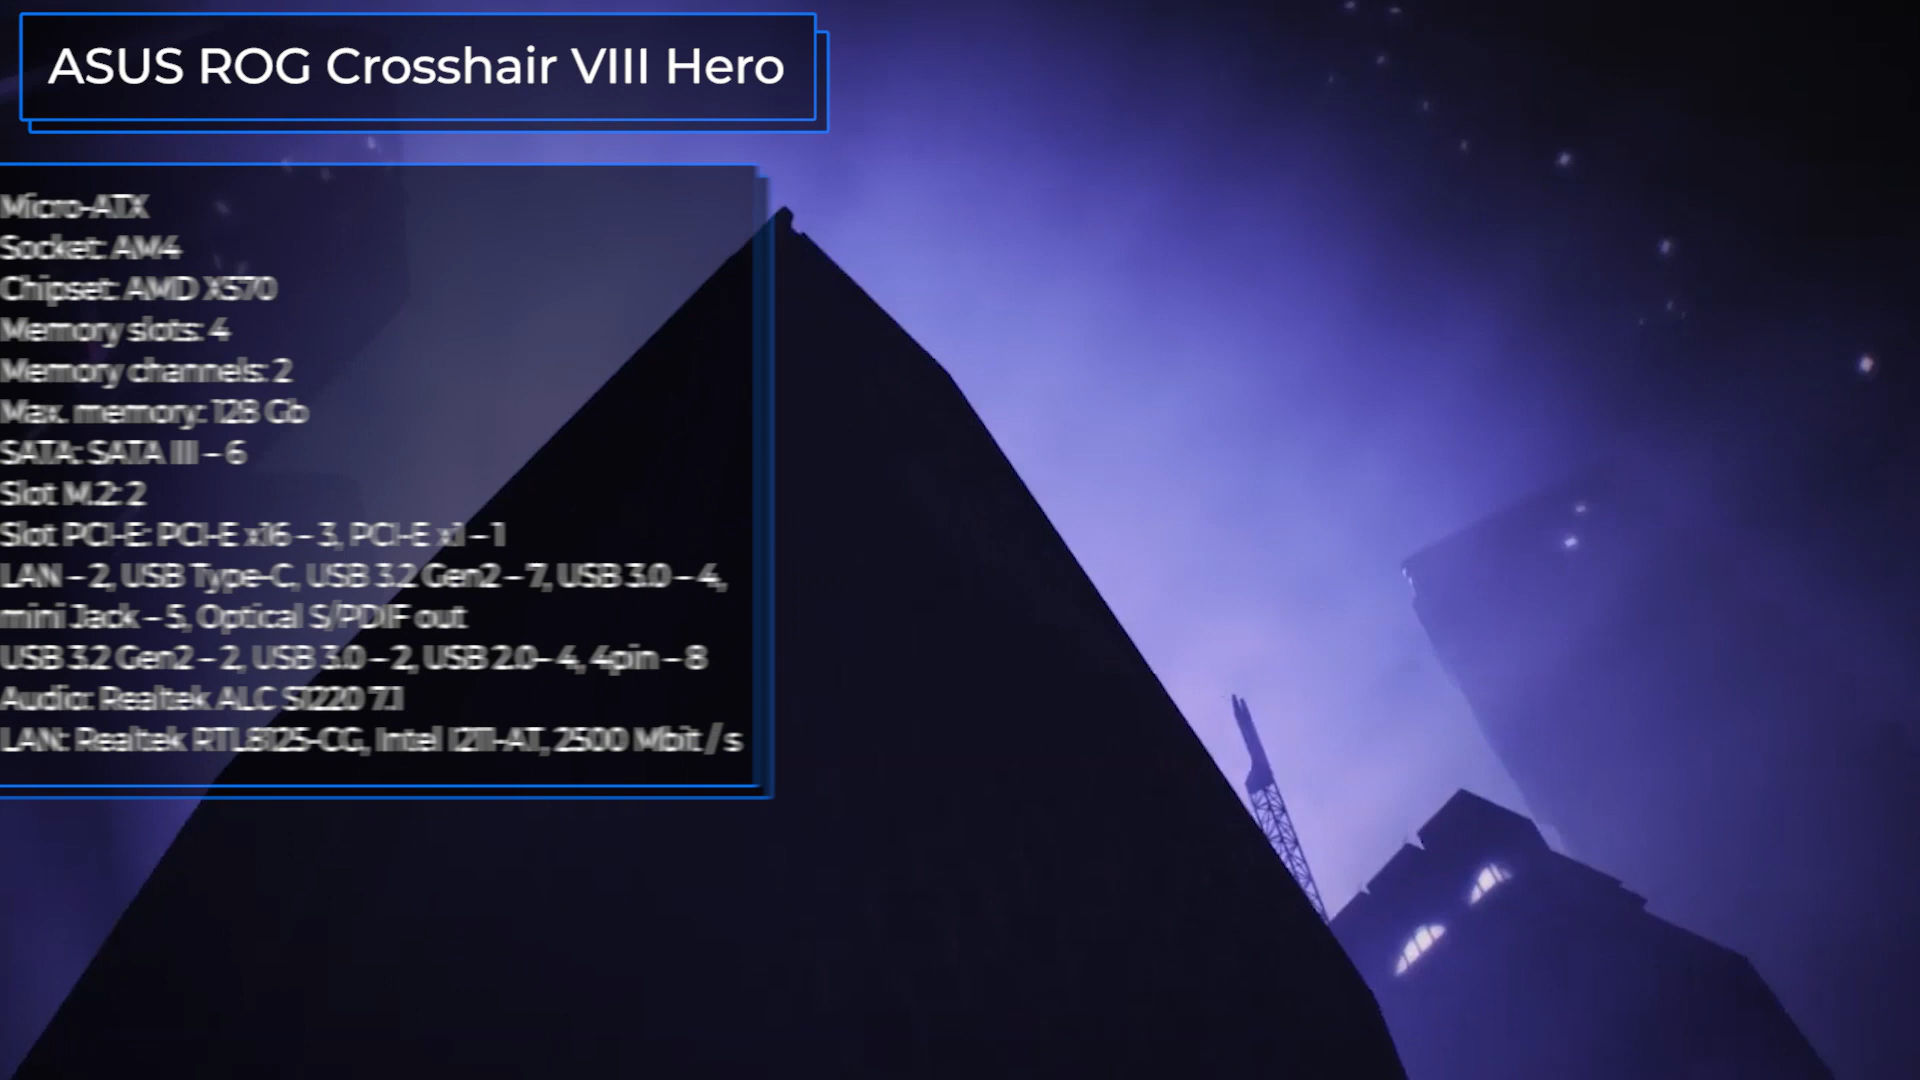 ASUS ROG Crosshair VIII Hero
Micro-ATX
Socket: AM4
Chipset: AMD X570
Memory slots: 4
Memory channels: 2
Max. memory: 128 Gb
SATA: SATA III - 6
Slot M.2: 2
Slot PCI-E: PCI-E x16 - 3, PCI-E x1 - 1
LAN - 2, USB Type-C, USB 3.2 Gen2 - 7, USB 3.0 - 4,
mini Jack - 5, Optical S/PDIF out
USB 3.2 Gen2 - 2, USB 3.0 - 2, USB 2.0- 4, 4pin - 8
Audio: Realtek ALC S1220 7.1
LAN: Realtek RTL8125-CG, Intel I211-AT, 2500 Mbit / s